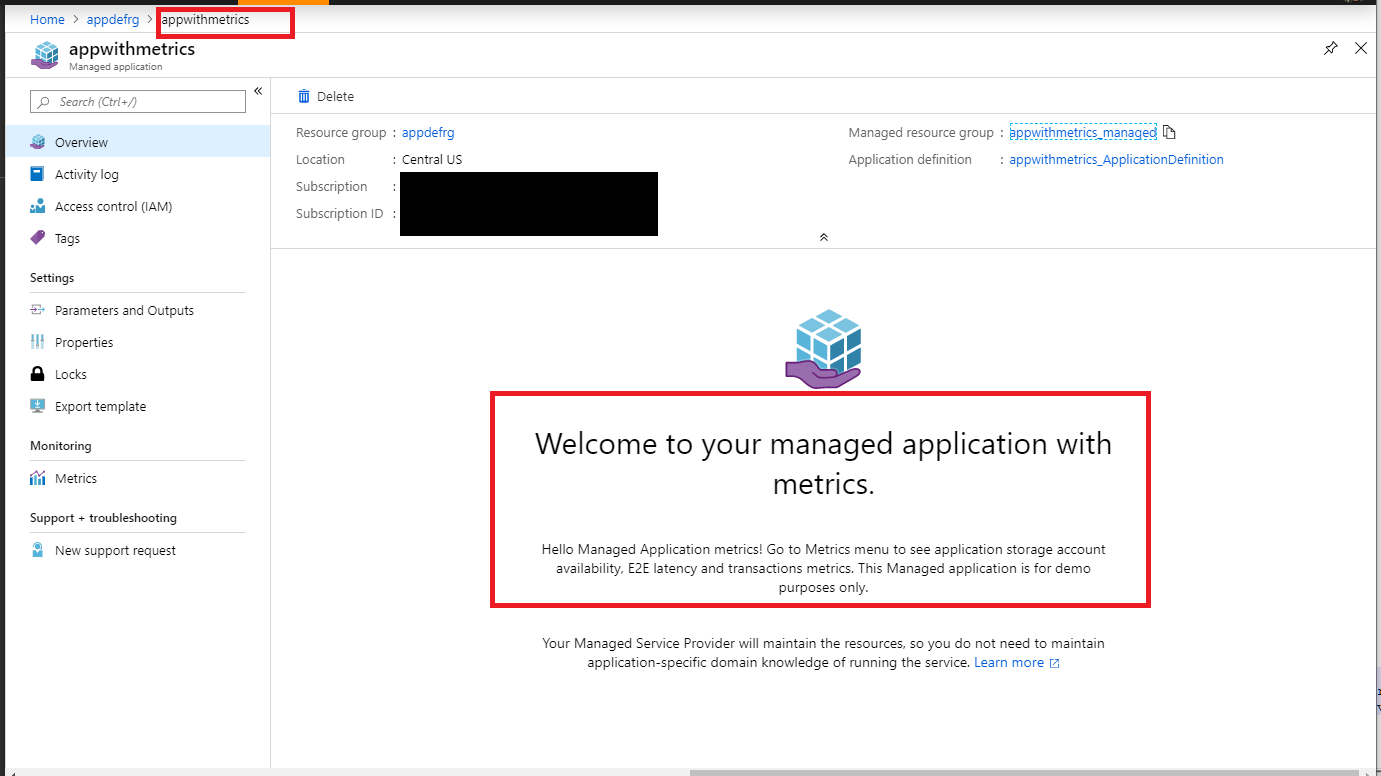 Home > appdefrg > appwithmetrics
appwithmetrics
Managed application
Search (Ctrl+/)
«
Overview
Activity log
Access control (IAM)
Tags
Settings
Parameters and Outputs
Properties
Locks
Export template
Monitoring
Metrics
Support + troubleshooting
New support request
Delete
Resource group : appdefrg
Location : Central US
Subscription :
Subscription ID :
Managed resource group : appwithmetrics_managed
Application definition : appwithmetrics_ApplicationDefinition
Welcome to your managed application with
metrics.
Hello Managed Application metrics! Go to Metrics menu to see application storage account
availability, E2E latency and transactions metrics. This Managed application is for demo
purposes only.
Your Managed Service Provider will maintain the resources, so you do not need to maintain
application-specific domain knowledge of running the service. Learn more